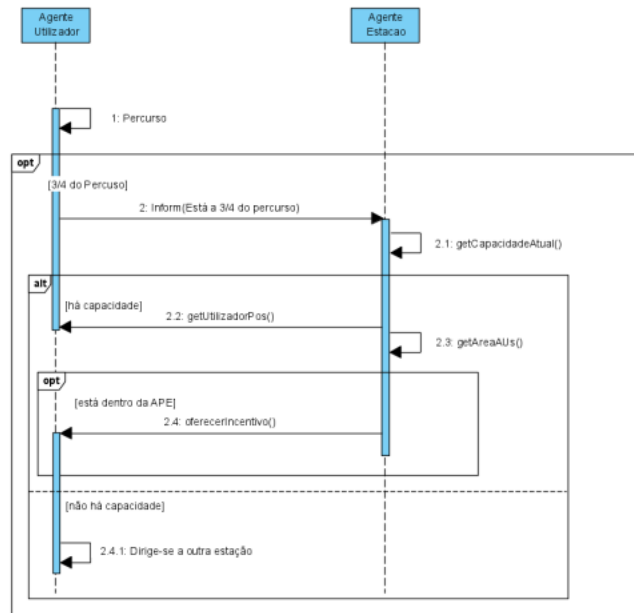 Agente
Utilizador
Agente
Estacao
1: Percurso
opt
[3/4 do Percuso]
2: Inform(Está a 3/4 do percurso)
2.1: getCapacidadeAtual()
alt
[há capacidade]
2.2: getUtilizadorPos()
2.3: getAreaAUs()
opt
[está dentro da APE]
2.4: oferecerIncentivo()
[não há capacidade]
2.4.1: Dirige-se a outra estação